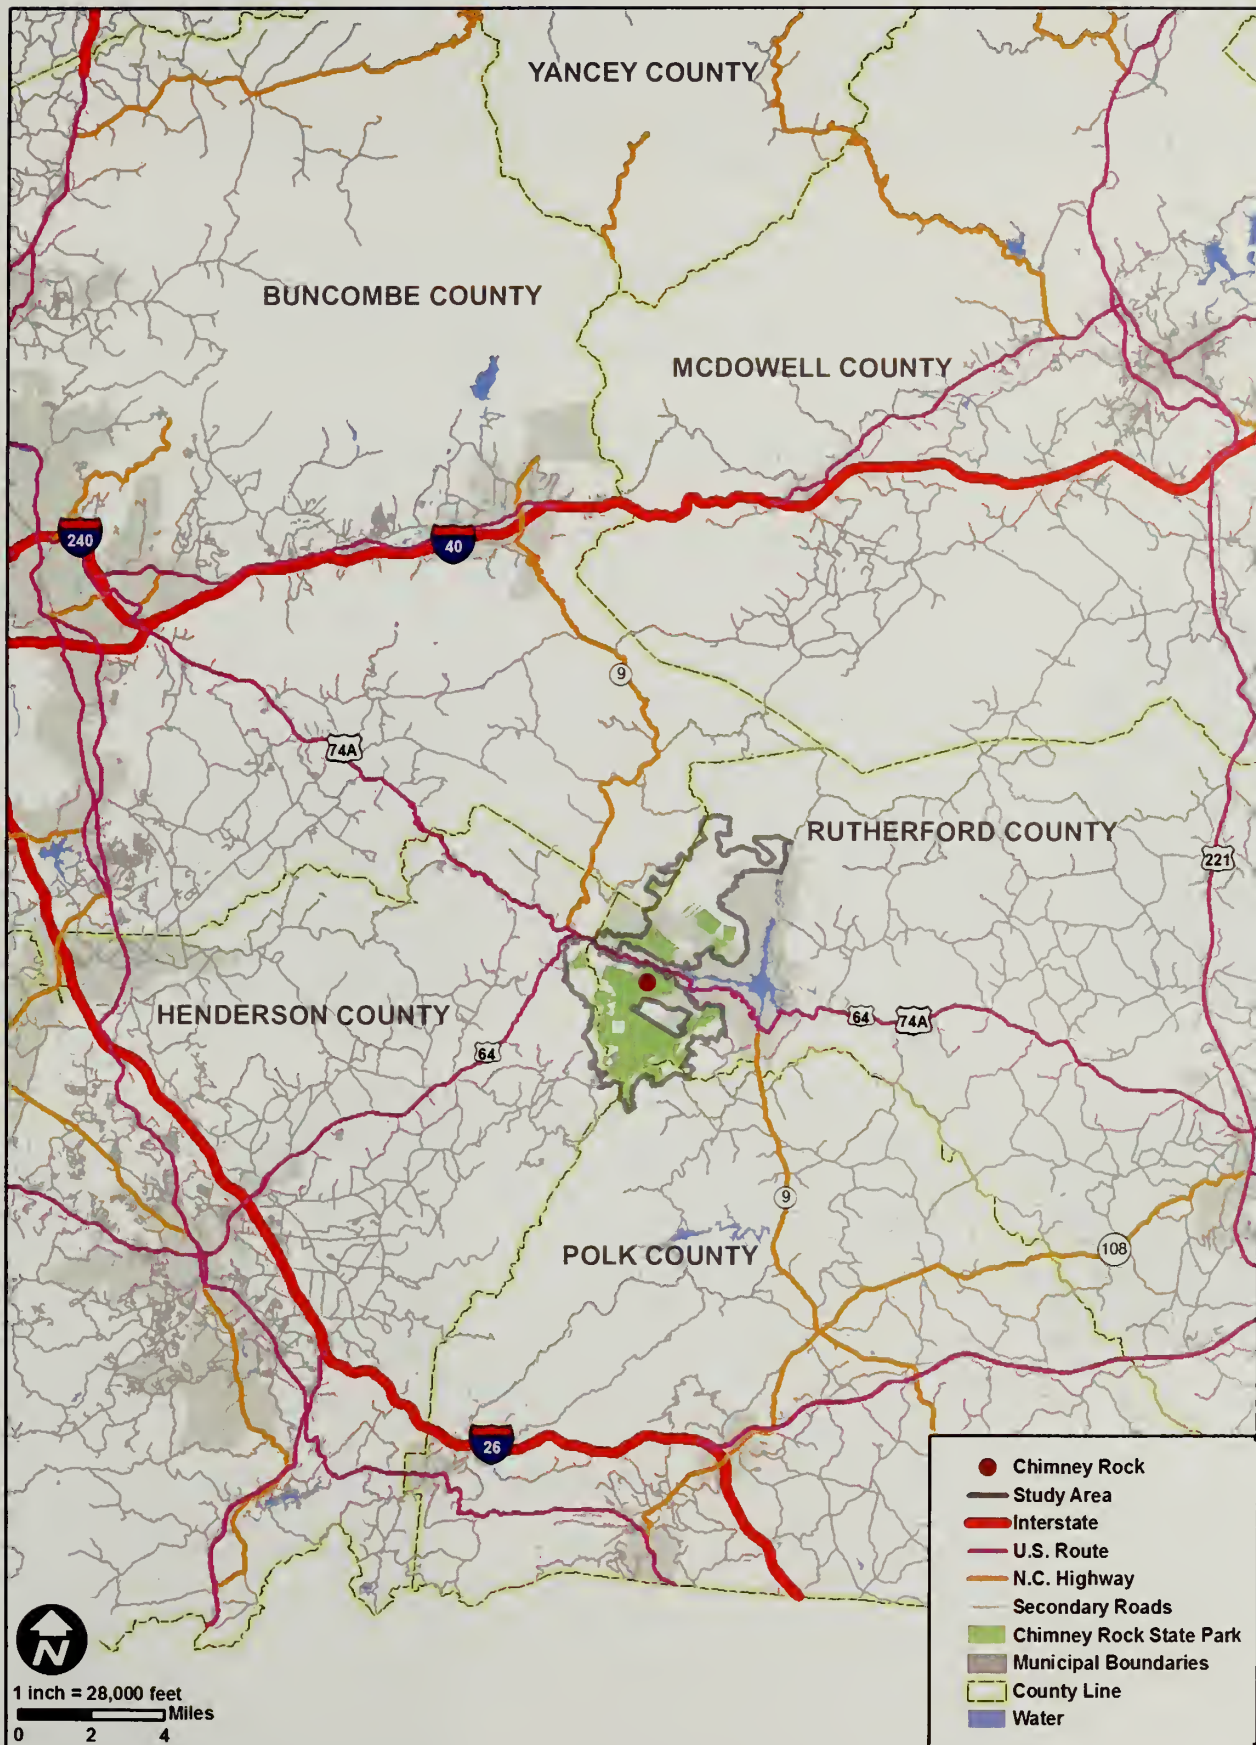 YANCEY COUNTY
BUNCOMBE COUNTY
MCDOWELL COUNTY
240
40
9
74A
RUTHERFORD COUNTY
221
HENDERSON COUNTY
64
64
74A
9
POLK COUNTY
108
26
Chimney Rock
Study Area
Interstate
U.S. Route
N.C. Highway
Secondary Roads
Chimney Rock State Park
Municipal Boundaries
County Line
Water
N
1 inch = 28,000 feet
Miles
0 2 4